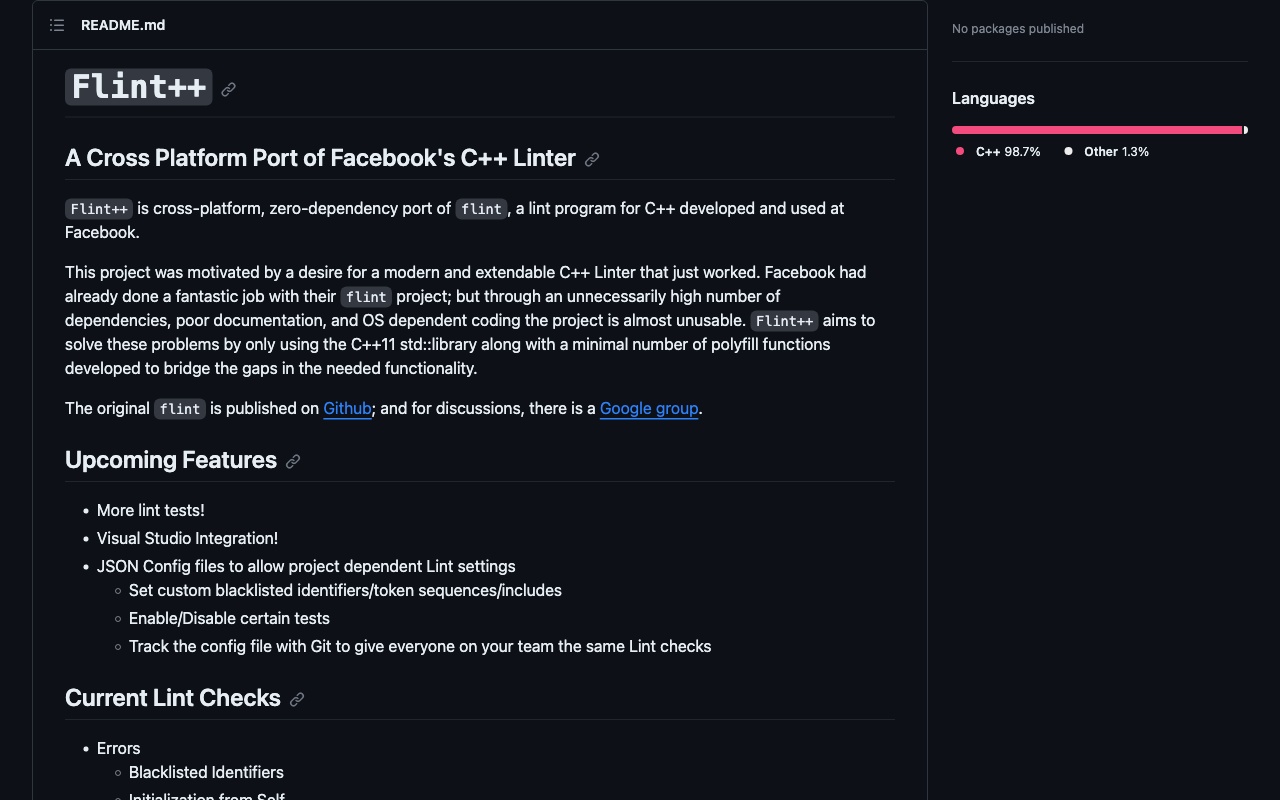 README.md
Flint++
A Cross Platform Port of Facebook's C++ Linter
Flint++ is cross-platform, zero-dependency port of flint, a lint program for C++ developed and used at
Facebook.
This project was motivated by a desire for a modern and extendable C++ Linter that just worked. Facebook had
already done a fantastic job with their flint project; but through an unnecessarily high number of
dependencies, poor documentation, and OS dependent coding the project is almost unusable. Flint++ aims to
solve these problems by only using the C++11 std::library along with a minimal number of polyfill functions
developed to bridge the gaps in the needed functionality.
The original flint is published on Github; and for discussions, there is a Google group.
Upcoming Features
• More lint tests!
• Visual Studio Integration!
• JSON Config files to allow project dependent Lint settings
◦ Set custom blacklisted identifiers/token sequences/includes
◦ Enable/Disable certain tests
◦ Track the config file with Git to give everyone on your team the same Lint checks
Current Lint Checks
• Errors
◦ Blacklisted Identifiers
◦ Initialization from Self
No packages published
Languages
C++ 98.7% Other 1.3%